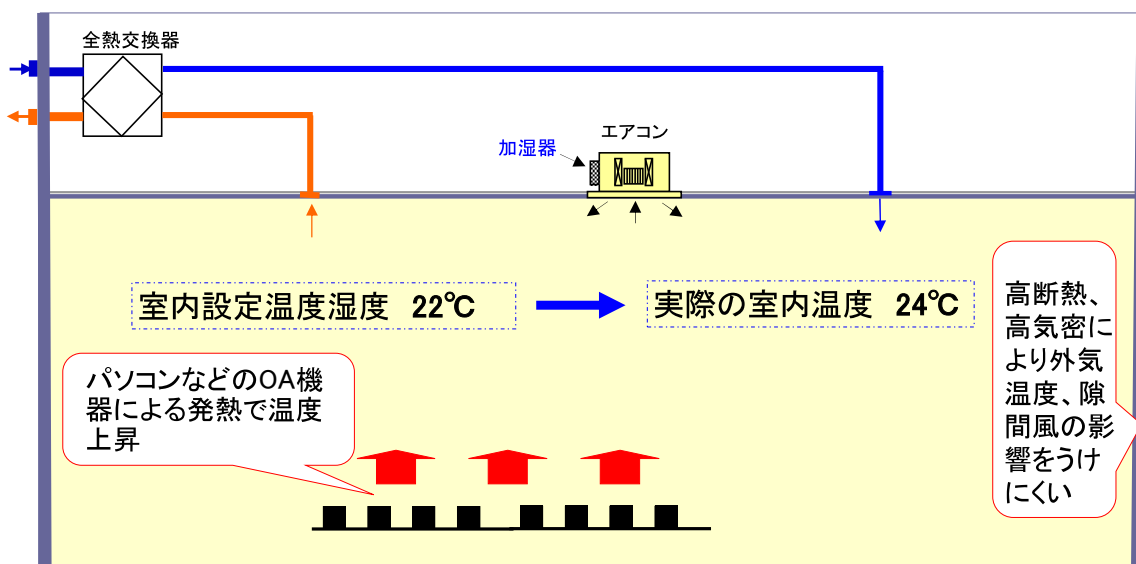 全熱交換器
エアコン
加湿器
室内設定温度湿度 22℃
実際の室内温度 24℃
高断熱、
高気密に
より外気
温度、隙
間風の影
響をうけ
にくい
パソコンなどのOA機
器による発熱で温度
上昇